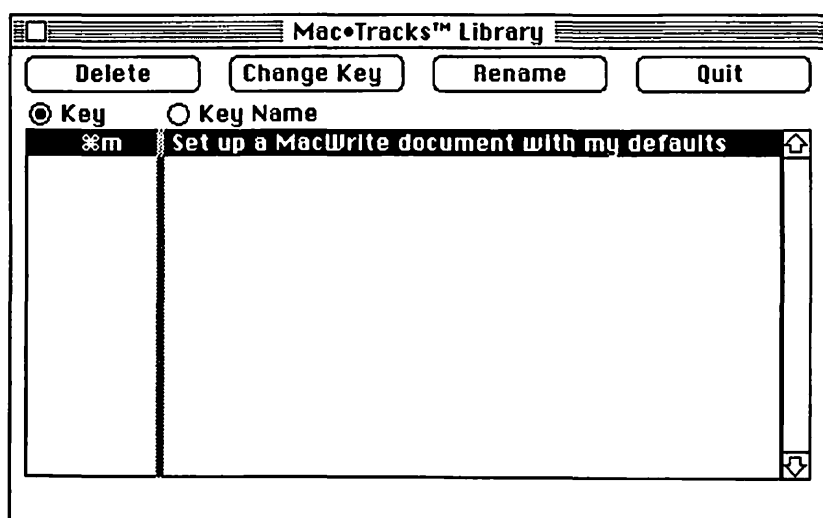 Mac•Tracks™ Library
Delete Change Key Rename Quit
Key Key Name
⌘m Set up a MacWrite document with my defaults